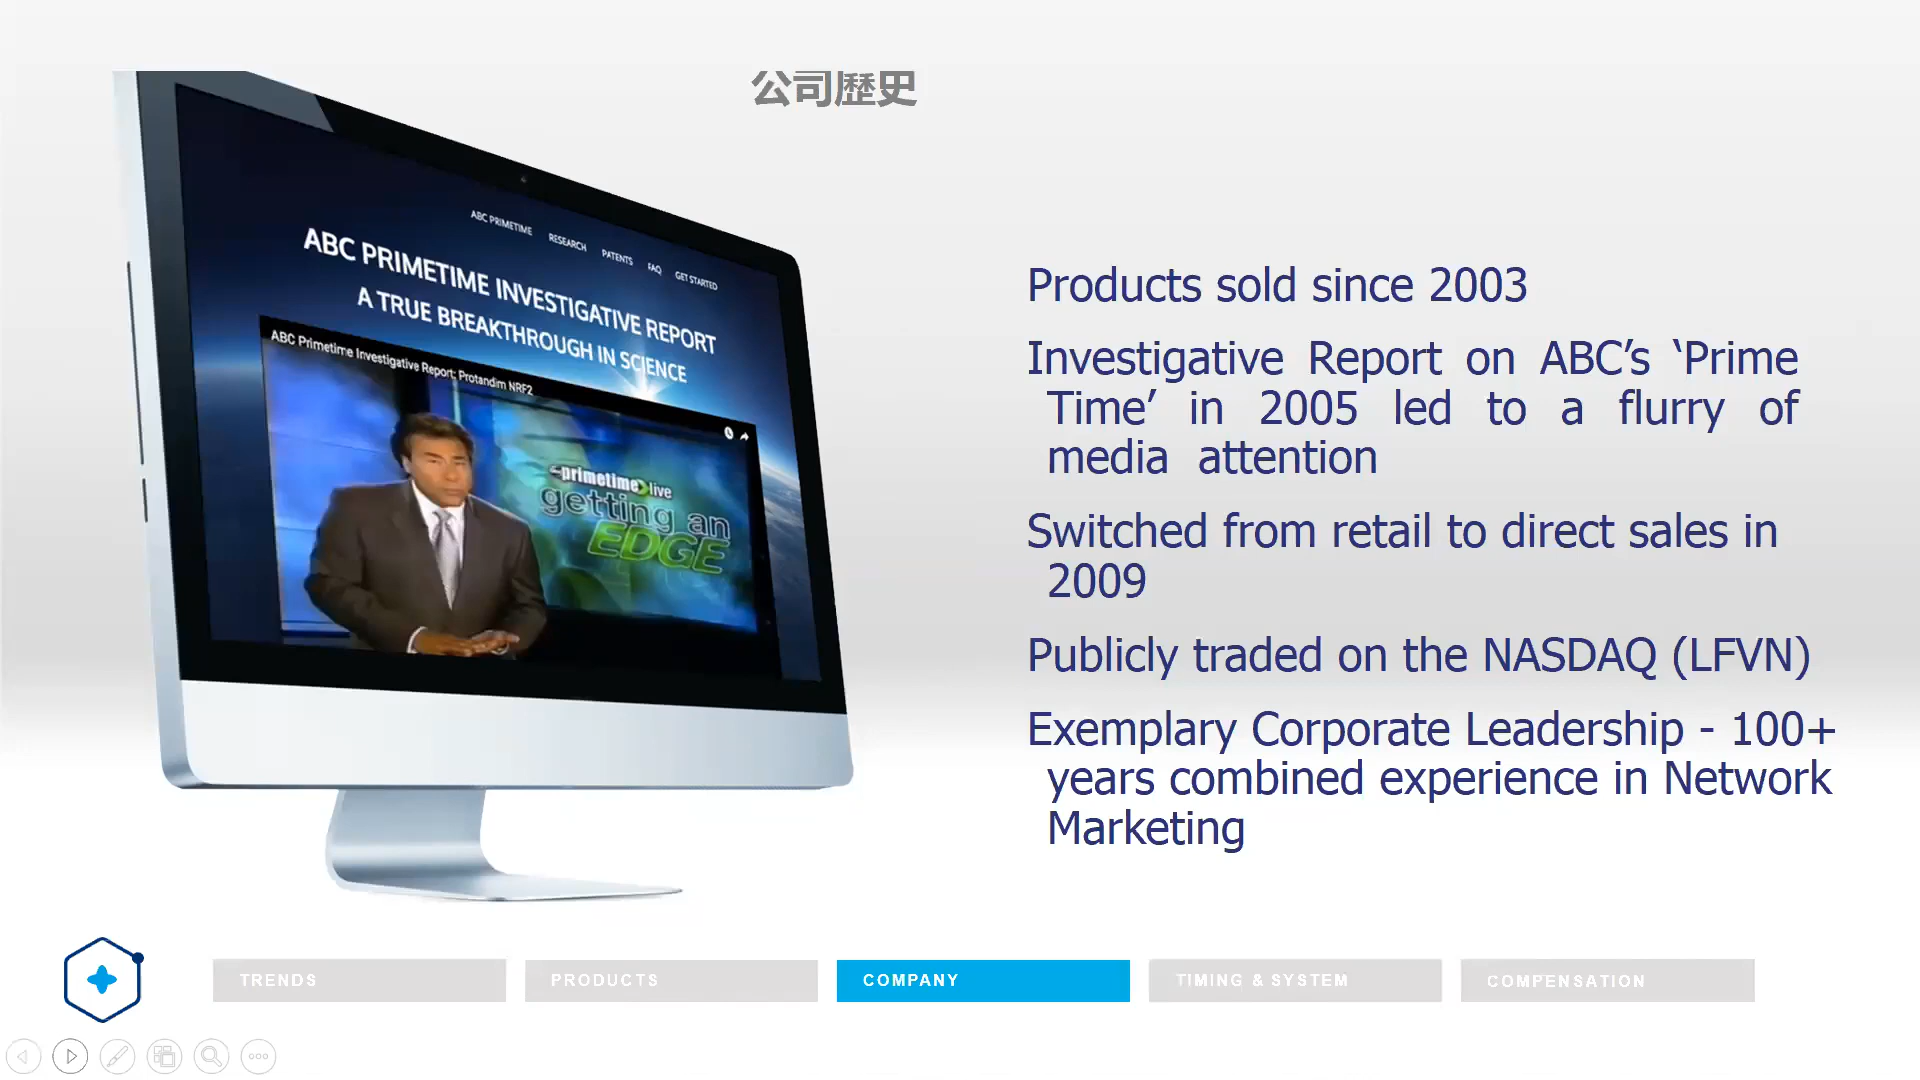 公司歷史
ABC PRIMETIME
RESEARCH
PATENTS
FAQ
GET STARTED
ABC PRIMETIME INVESTIGATIVE REPORT
A TRUE BREAKTHROUGH IN SCIENCE
ABC Primetime Investigative Report: Protandim NRF2
primetime live
getting an
EDGE
Products sold since 2003
Investigative Report on ABC’s ‘Prime
Time’ in 2005 led to a flurry of
media attention
Switched from retail to direct sales in
2009
Publicly traded on the NASDAQ (LFVN)
Exemplary Corporate Leadership - 100+
years combined experience in Network
Marketing
TRENDS
PRODUCTS
COMPANY
TIMING & SYSTEM
COMPENSATION